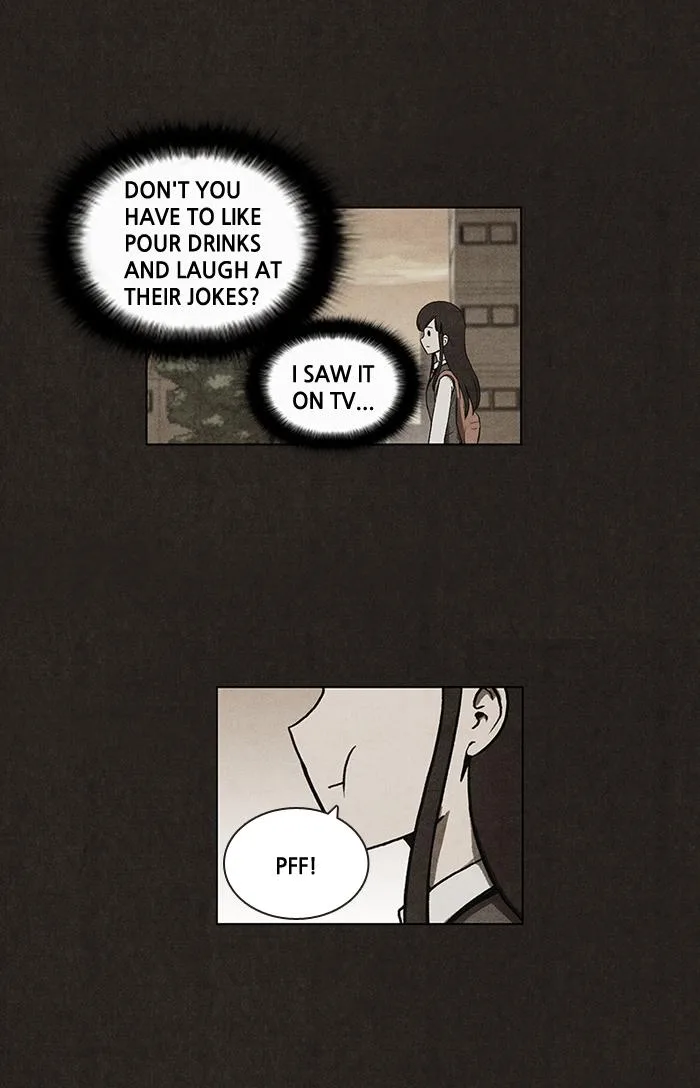 DON'T YOU
HAVE TO LIKE
POUR DRINKS
AND LAUGH AT
THEIR JOKES?
I SAW IT
ON TV...
PFF!